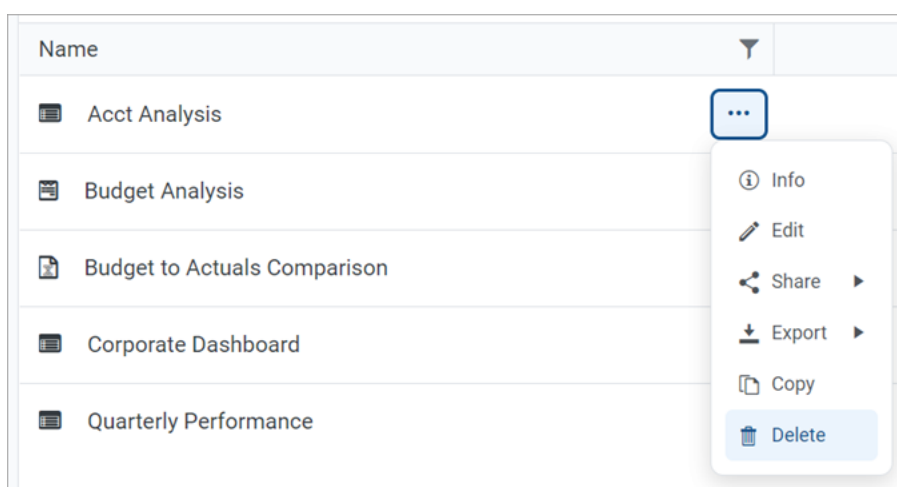 Name
Acct Analysis
Budget Analysis
Budget to Actuals Comparison
Corporate Dashboard
Quarterly Performance
Info
Edit
Share
Export
Copy
Delete